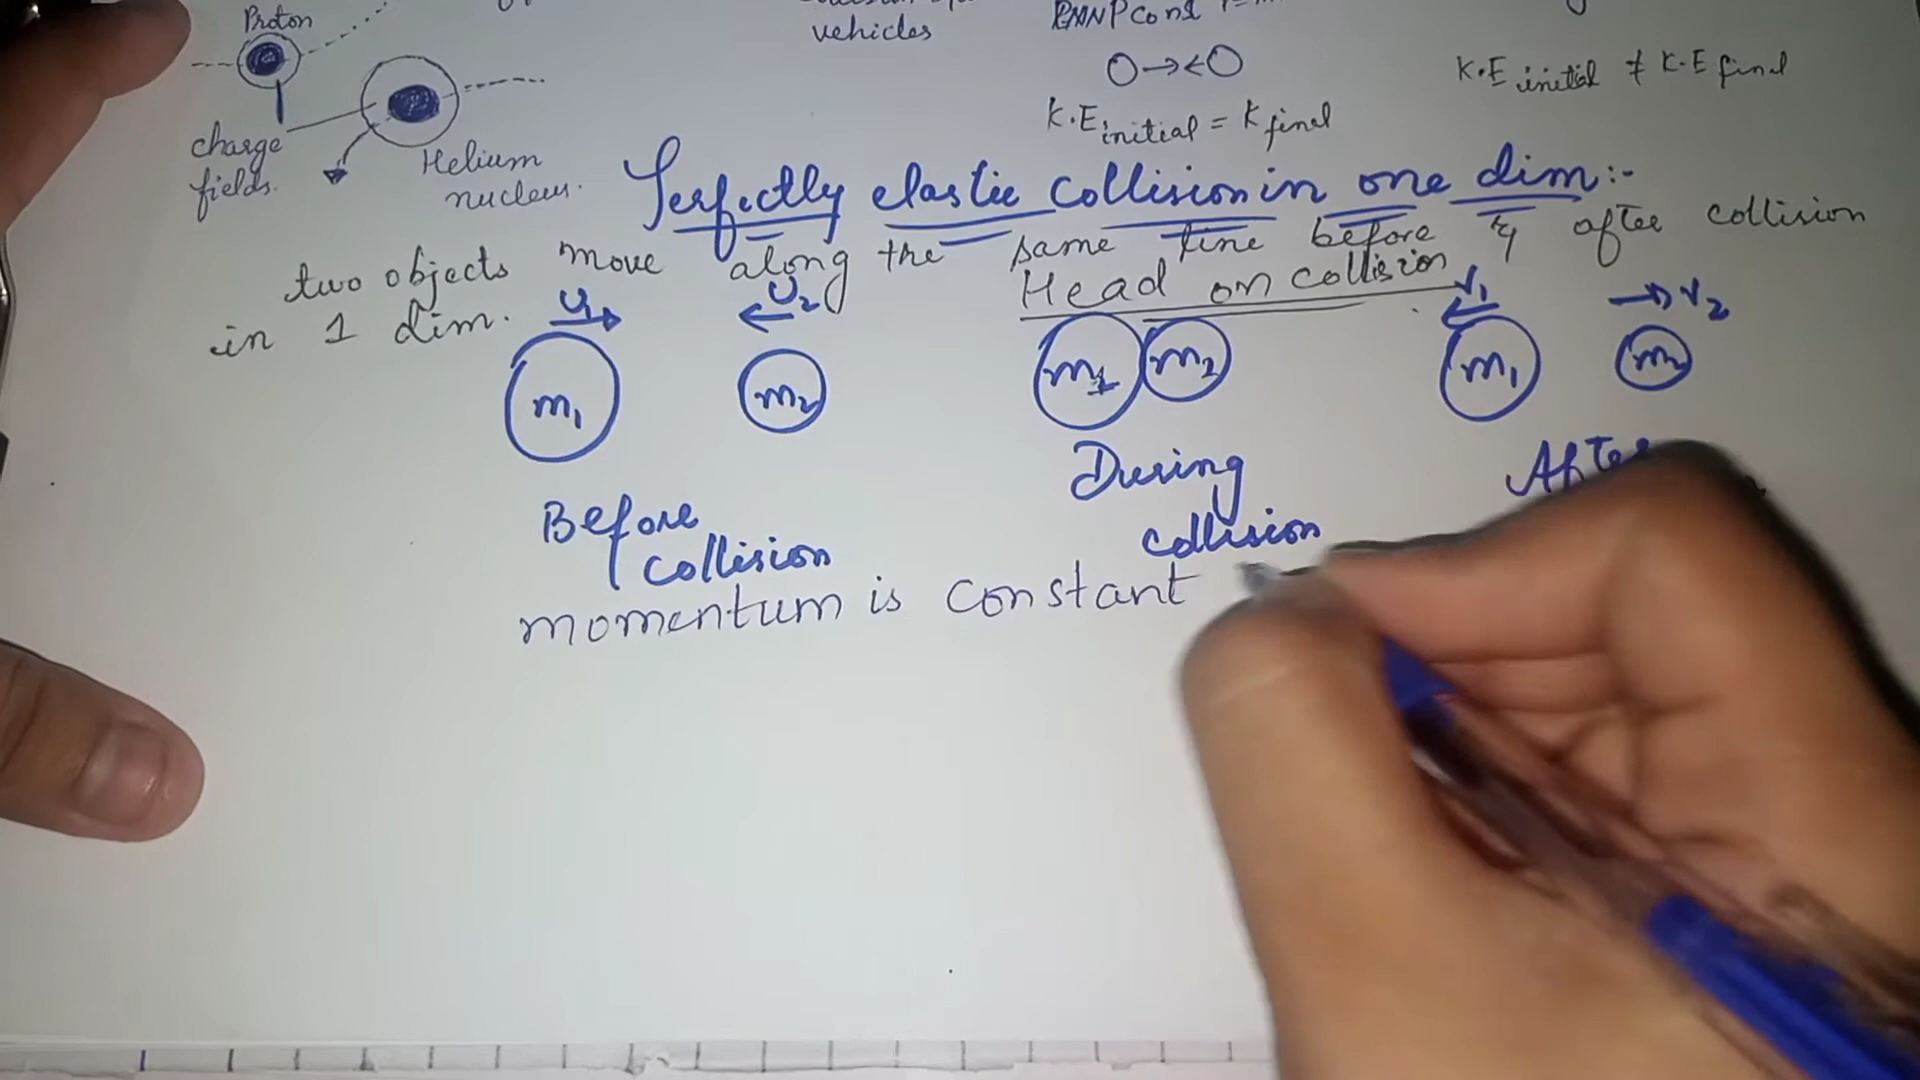 Proton
vehicles
P cons
K.E initial ≠ K.E final
K.E initial = K final
charge
fields.
Helium
nucleus.
Perfectly elastic collision in one dim:-
two objects move along the same line before & after collision
in 1 dim.
Head on collision
u1
u2
v1
v2
m1
m2
m1
m2
m1
m2
Before
collision
During
collision
After
momentum is constant